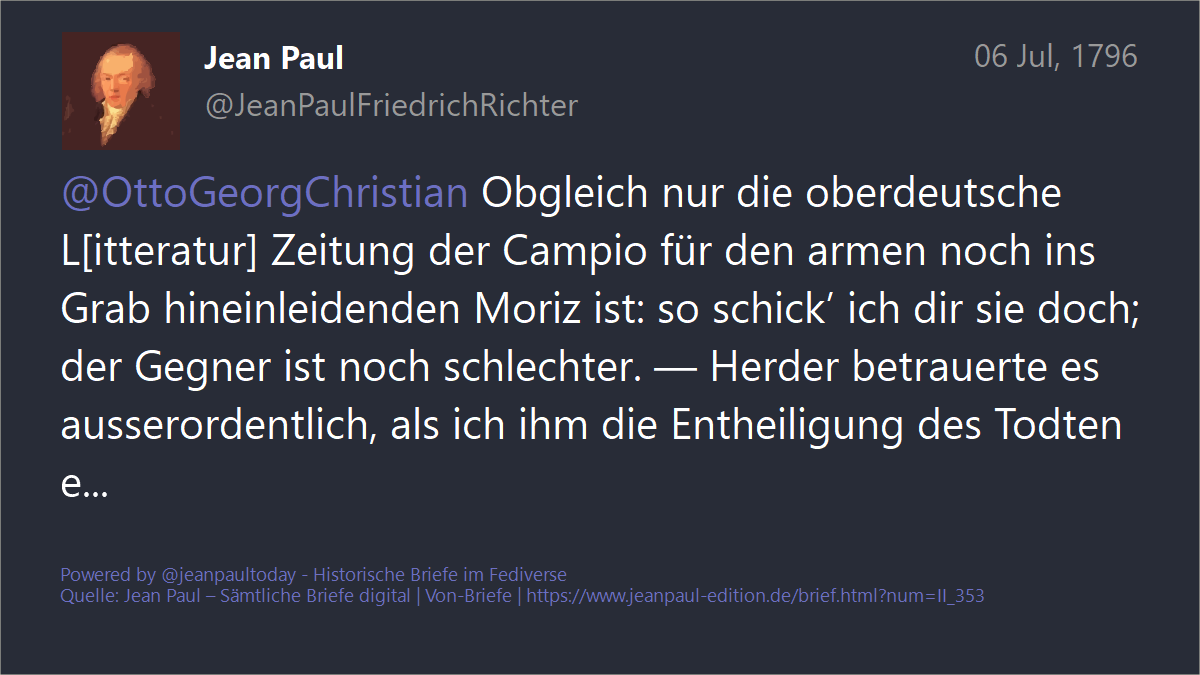 Jean Paul
06 Jul, 1796
@JeanPaulFriedrichRichter
@OttoGeorgChristian Obgleich nur die oberdeutsche
L[itteratur] Zeitung der Campio für den armen noch ins
Grab hineinleidenden Moriz ist: so schick’ ich dir sie doch;
der Gegner ist noch schlechter. — Herder betrauerte es
ausserordentlich, als ich ihm die Entheiligung des Todten
e...
Powered by @jeanpaultoday - Historische Briefe im Fediverse
Quelle: Jean Paul – Sämtliche Briefe digital | Von-Briefe | https://www.jeanpaul-edition.de/brief.html?num=II_353